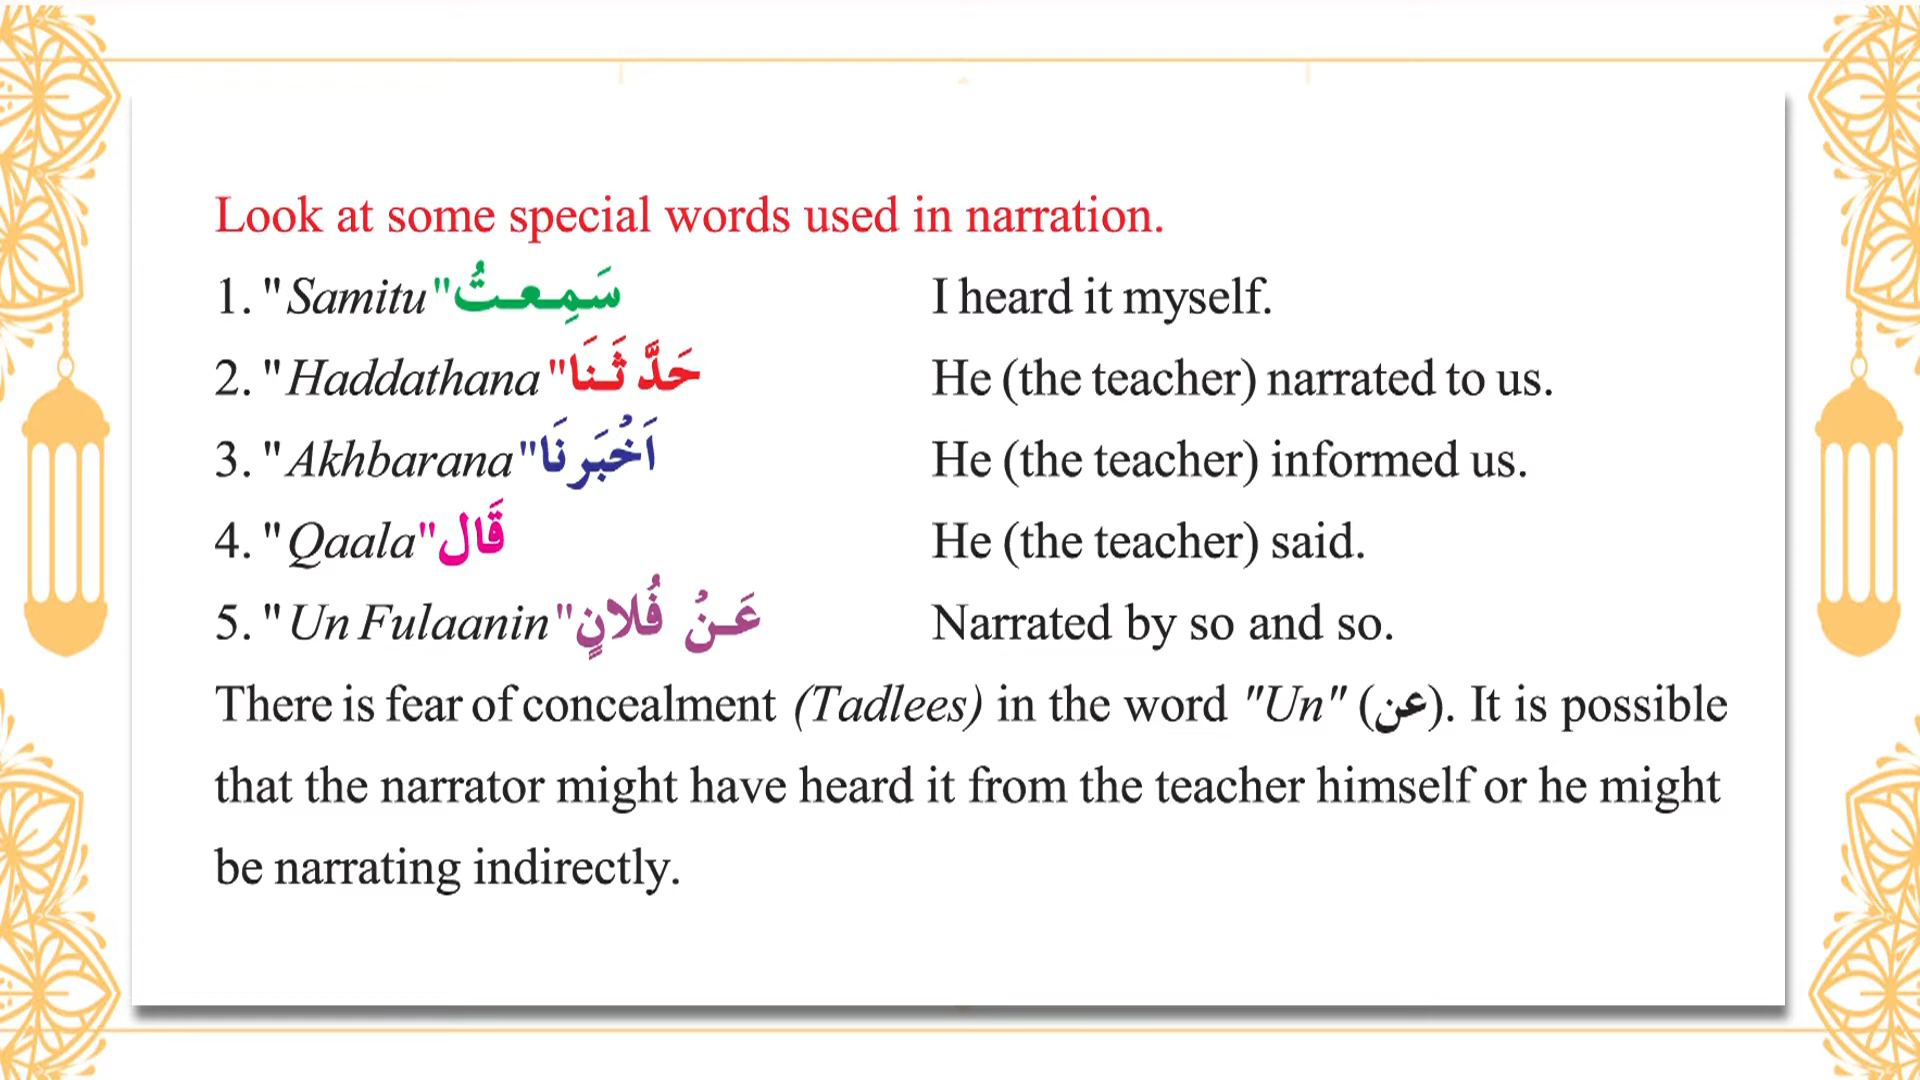 Look at some special words used in narration.
1. "Samitu" سَمِعتُ I heard it myself.
2. "Haddathana" حَدَّ ثَنَا He (the teacher) narrated to us.
3. "Akhbarana" اَخْبَرنَا He (the teacher) informed us.
4. "Qaala" قَال He (the teacher) said.
5. "Un Fulaanin" عَنْ فُلانٍ Narrated by so and so.
There is fear of concealment (Tadlees) in the word "Un" (عن). It is possible
that the narrator might have heard it from the teacher himself or he might
be narrating indirectly.